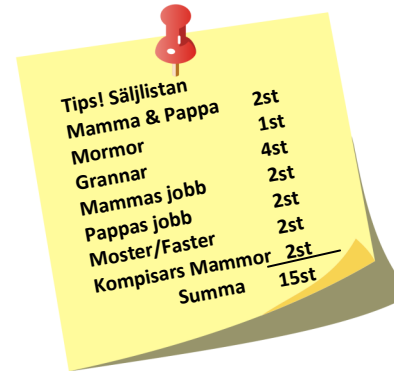 Tips! Säljlistan
Mamma & Pappa 2st
Mormor 1st
Grannar 4st
Mammas jobb 2st
Pappas jobb 2st
Moster/Faster 2st
Kompisars Mammor 2st
Summa 15st